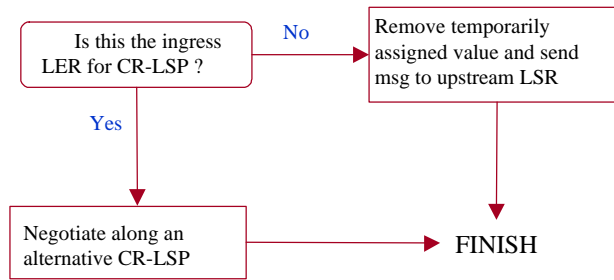 Is this the ingress
LER for CR-LSP ?
No
Remove temporarily
assigned value and send
msg to upstream LSR
Yes
Negotiate along an
alternative CR-LSP
FINISH